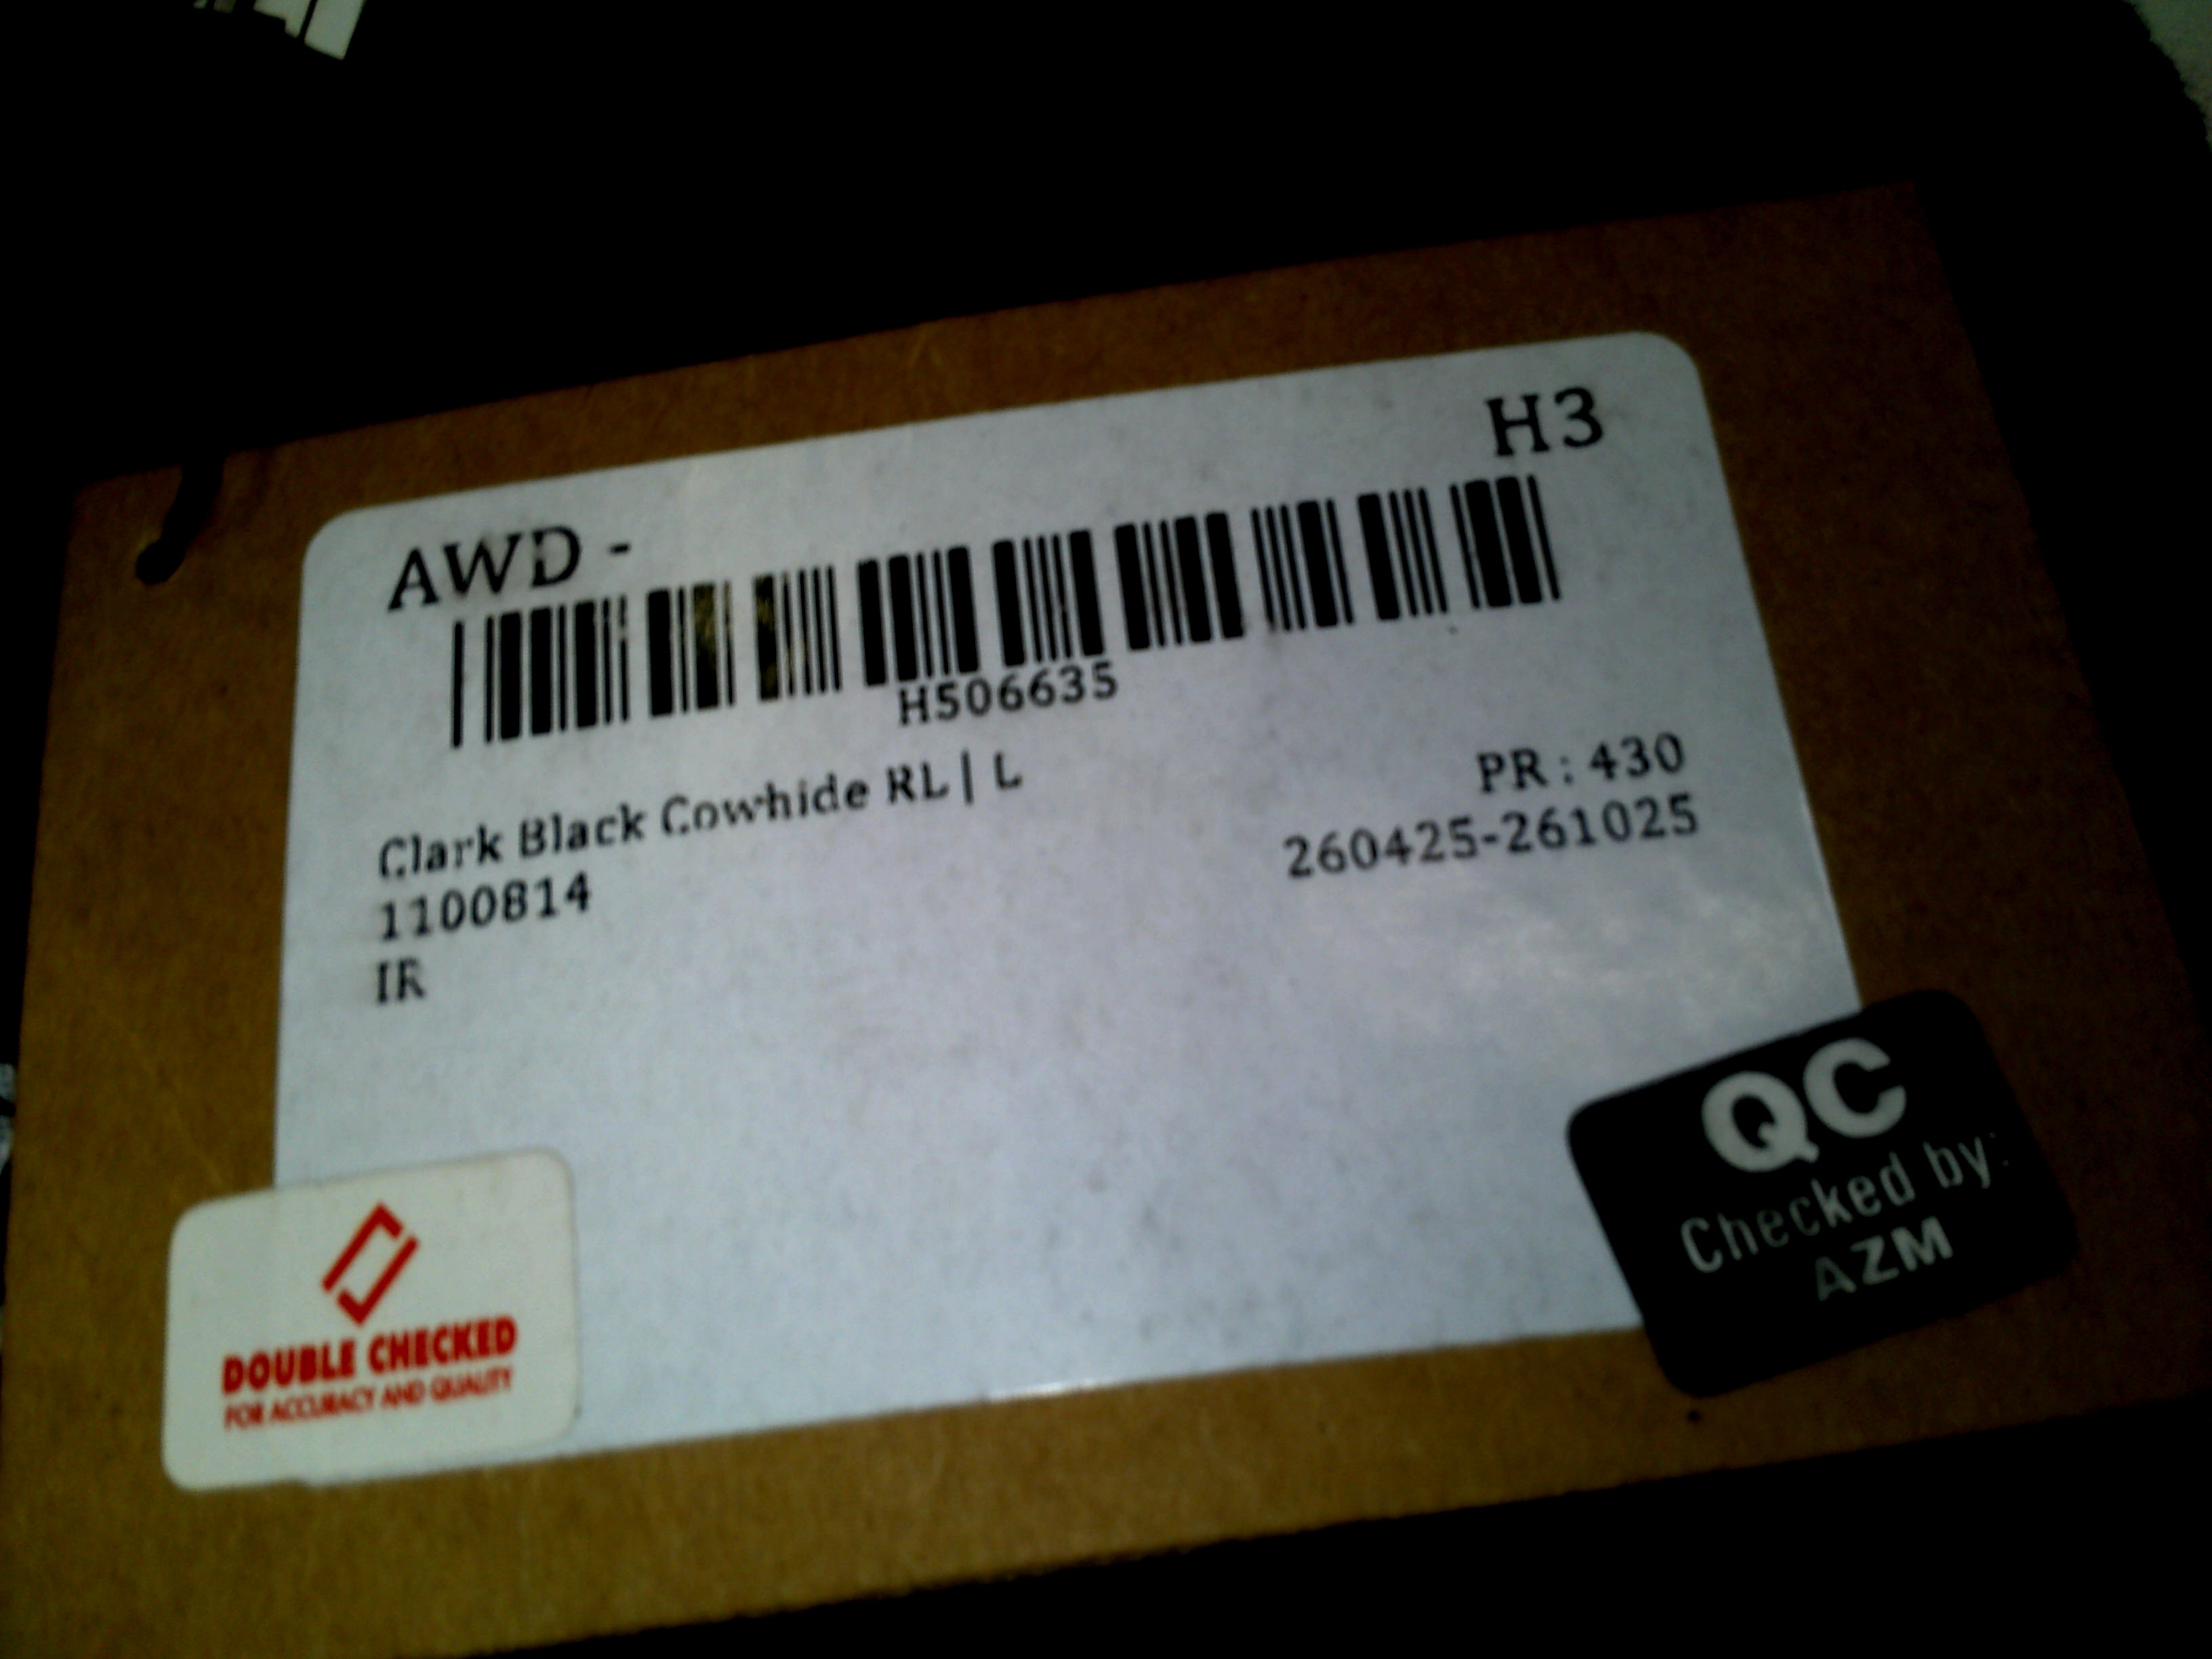 H3
AWD -
H506635
Clark Black Cowhide RL | L
PR : 430
1100814
260425-261025
IR
QC
Checked by:
AZM
DOUBLE CHECKED
FOR ACCURACY AND QUALITY